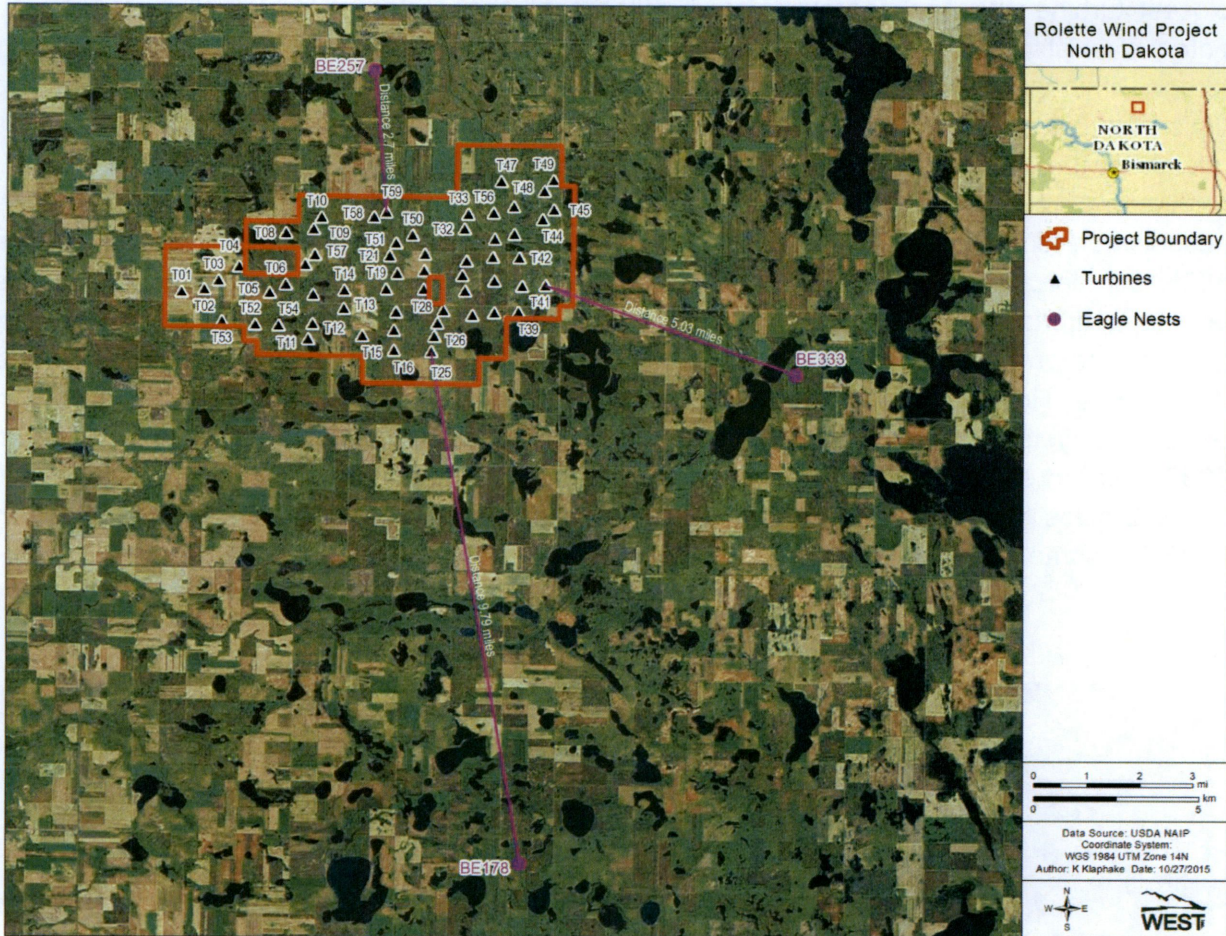 Rolette Wind Project
North Dakota
NORTH
DAKOTA
Bismarck
Project Boundary
Turbines
Eagle Nests
0 1 2 3
mi
km
0 5
Data Source: USDA NAIP
Coordinate System:
WGS 1984 UTM Zone 14N
Author: K Klaphake Date: 10/27/2015
N
W E
S
WEST
BE257
Distance 2.7 miles
T47 T49
T48
T59
T10 T58 T33 T56 T45
T50
T08 T09 T32 T44
T04 T51
T57 T21 T42
T03 T06 T14 T19
T01
T05 T13 T28 T41
T02 T52 T54
T12 T39
T53 T11 T26
T15
T16 T25
Distance 5.03 miles
BE333
Distance 9.79 miles
BE178